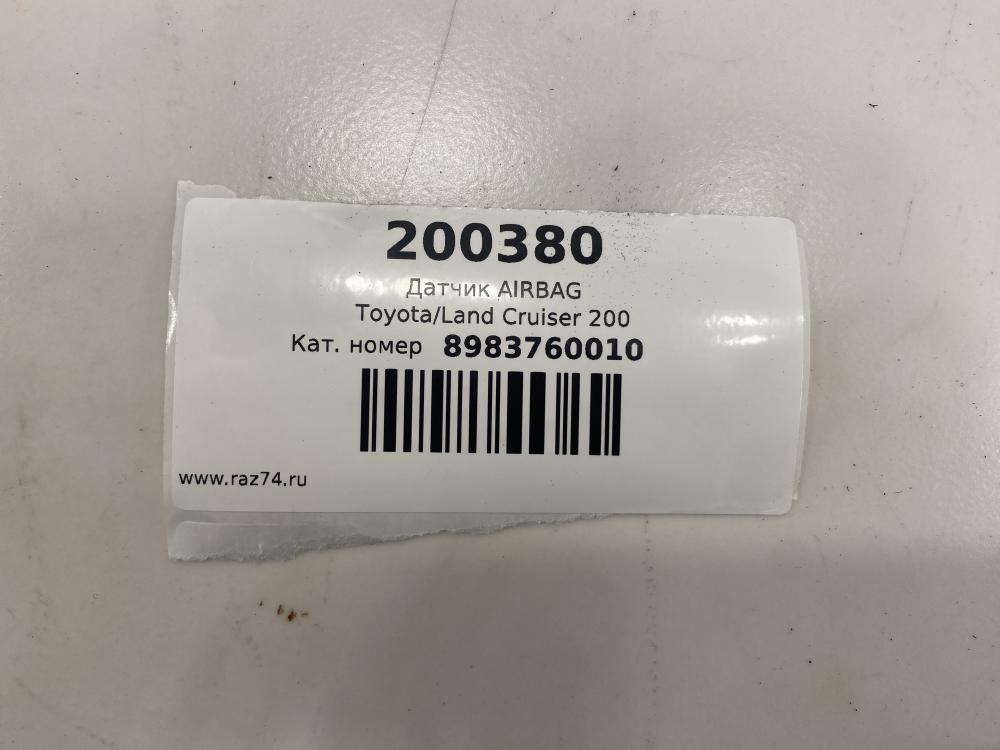 200380
Датчик AIRBAG
Toyota/Land Cruiser 200
Кат. номер 8983760010
www.raz74.ru